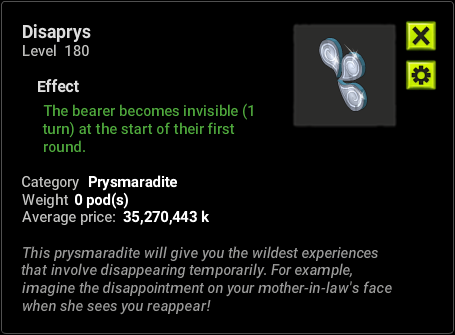 Disaprys
Level 180
Effect
The bearer becomes invisible (1
turn) at the start of their first
round.
Category Prysmaradite
Weight 0 pod(s)
Average price: 35,270,443 k
This prysmaradite will give you the wildest experiences
that involve disappearing temporarily. For example,
imagine the disappointment on your mother-in-law's face
when she sees you reappear!